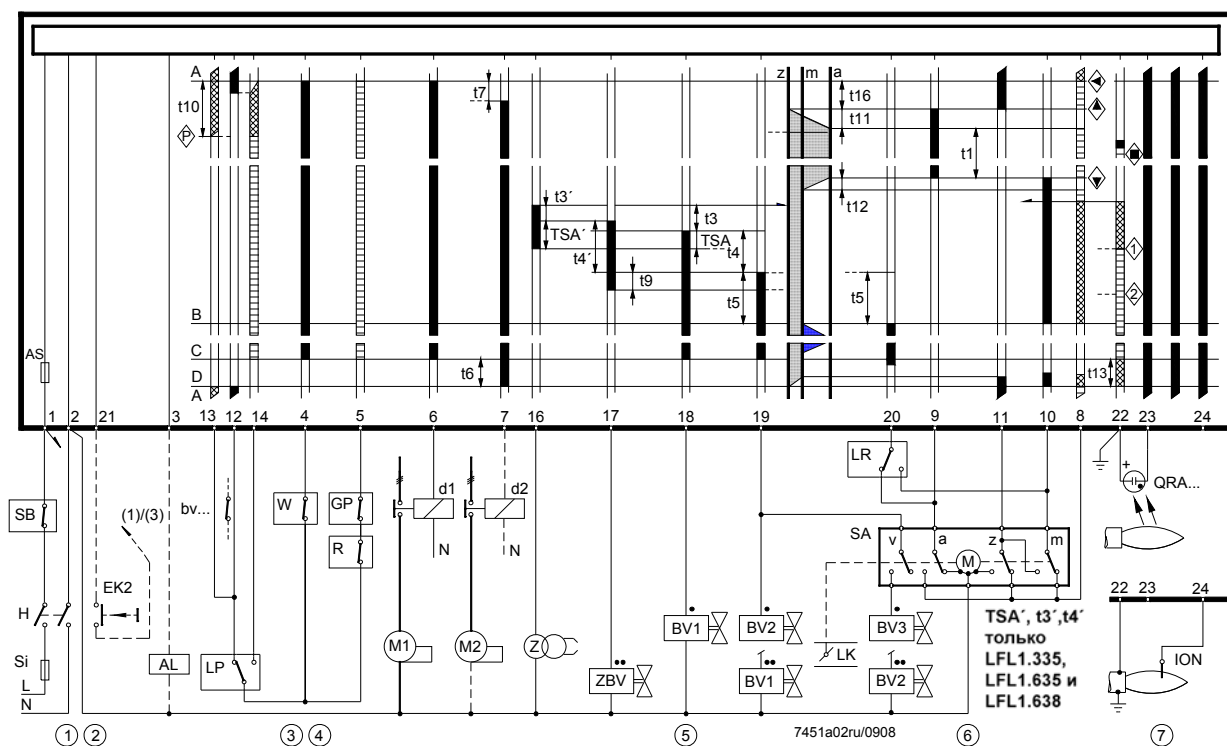 A
z m a
t7
t16
t10
t11
P
t1
t3´
t12
t3
TSA´
TSA
1
t4
t4´
t9
2
t5
t5
B
AS
C
t6
t13
D
A
1 2 21 3 13 12 14 4 5 6 7 16 17 18 19 20 9 11 10 8 22 23 24
LR
+
QRA...
SB
(1)/(3)
bv...
W
GP
d1
d2
R
N
N
SA
v a z m
M
EK2
H
22 23 24
BV1
BV2
BV3
TSA´, t3´,t4´
только
LFL1.335,
LFL1.635 и
LFL1.638
Si
AL
LP
M1
M2
Z
LK
ION
ZBV
BV1
BV2
L
N
1 2 3 4 5 7451a02ru/0908 6 7